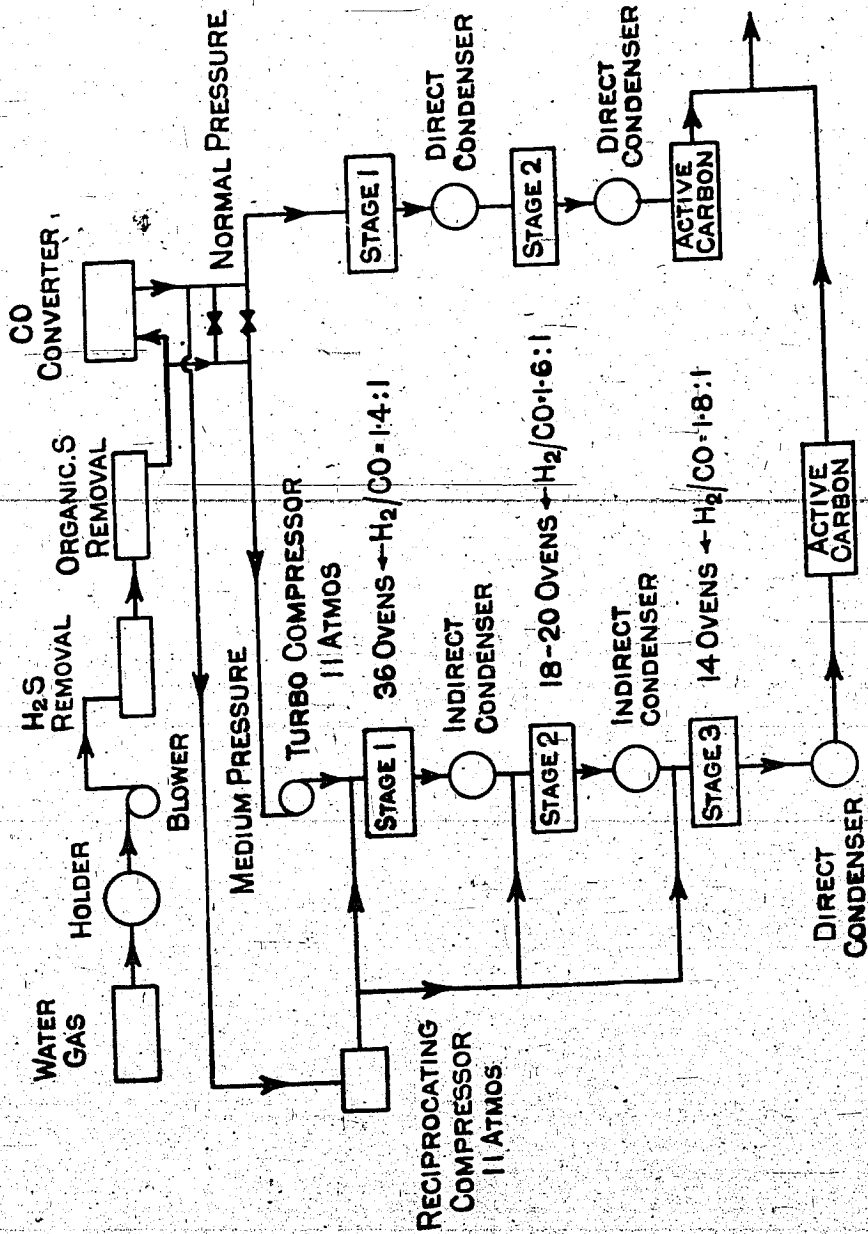 WATER
GAS
HOLDER
BLOWER
H2S
REMOVAL
ORGANIC.S
REMOVAL
CO
CONVERTER
MEDIUM PRESSURE
NORMAL PRESSURE
RECIPROCATING
COMPRESSOR
11 ATMOS
TURBO COMPRESSOR
11 ATMOS
STAGE 1
36 OVENS ← H2/CO=1·4:1
INDIRECT
CONDENSER
STAGE 2
18-20 OVENS ← H2/CO·1·6:1
INDIRECT
CONDENSER
STAGE 3
14 OVENS ← H2/CO=1·8:1
DIRECT
CONDENSER
ACTIVE
CARBON
STAGE 1
DIRECT
CONDENSER
STAGE 2
DIRECT
CONDENSER
ACTIVE
CARBON